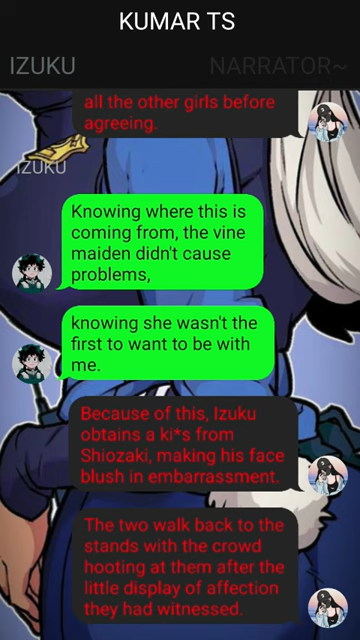 KUMAR TS
IZUKU NARRATOR~
all the other girls before
agreeing.
IZUKU
Knowing where this is
coming from, the vine
maiden didn't cause
problems,
knowing she wasn't the
first to want to be with
me.
Because of this, Izuku
obtains a ki*s from
Shiozaki, making his face
blush in embarrassment.
The two walk back to the
stands with the crowd
hooting at them after the
little display of affection
they had witnessed.